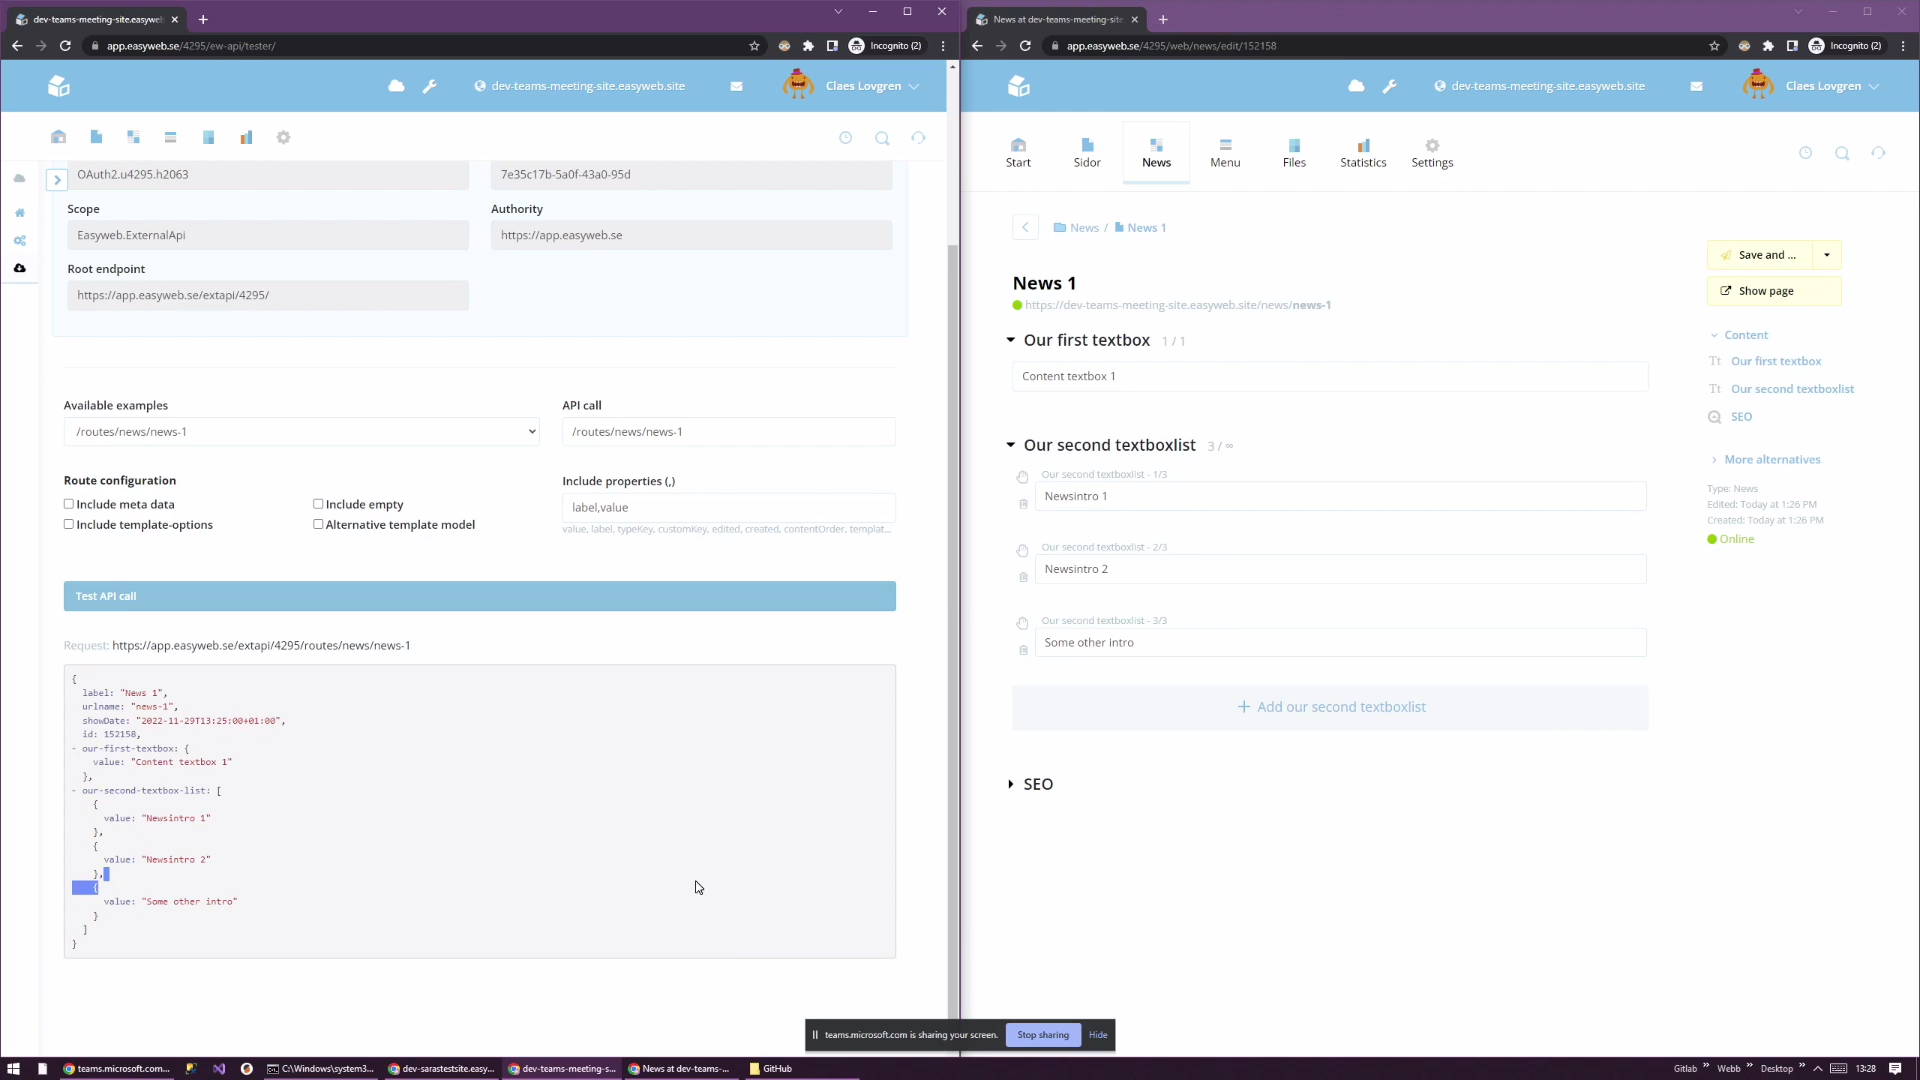 dev-teams-meeting-site.easyweb
app.easyweb.se/4295/ew-api/tester/
Incognito (2)
dev-teams-meeting-site.easyweb.site
Claes Lovgren
OAuth2.u4295.h2063
7e35c17b-5a0f-43a0-95d
Scope
Authority
Easyweb.ExternalApi
https://app.easyweb.se
Root endpoint
https://app.easyweb.se/extapi/4295/
Available examples
API call
/routes/news/news-1
/routes/news/news-1
Route configuration
Include properties (,)
Include meta data
Include empty
label,value
Include template-options
Alternative template model
value, label, typeKey, customKey, edited, created, contentOrder, templat...
Test API call
Request: https://app.easyweb.se/extapi/4295/routes/news/news-1
{
label: "News 1",
urlname: "news-1",
showDate: "2022-11-29T13:25:00+01:00",
id: 152158,
- our-first-textbox: {
value: "Content textbox 1"
},
- our-second-textbox-list: [
{
value: "Newsintro 1"
},
{
value: "Newsintro 2"
},
{
value: "Some other intro"
}
]
}
News at dev-teams-meeting-site
app.easyweb.se/4295/web/news/edit/152158
Incognito (2)
dev-teams-meeting-site.easyweb.site
Claes Lovgren
Start
Sidor
News
Menu
Files
Statistics
Settings
News / News 1
News 1
https://dev-teams-meeting-site.easyweb.site/news/news-1
Our first textbox 1 / 1
Content textbox 1
Our second textboxlist 3 / ∞
Our second textboxlist - 1/3
Newsintro 1
Our second textboxlist - 2/3
Newsintro 2
Our second textboxlist - 3/3
Some other intro
+ Add our second textboxlist
SEO
Save and ...
Show page
Content
Tt Our first textbox
Tt Our second textboxlist
SEO
More alternatives
Type: News
Edited: Today at 1:26 PM
Created: Today at 1:26 PM
Online
teams.microsoft.com is sharing your screen.
Stop sharing
Hide
teams.microsoft.com...
C:\Windows\system3...
dev-sarastestsite.easy...
dev-teams-meeting-s...
News at dev-teams-...
GitHub
Gitlab »
Webb »
Desktop »
13:28